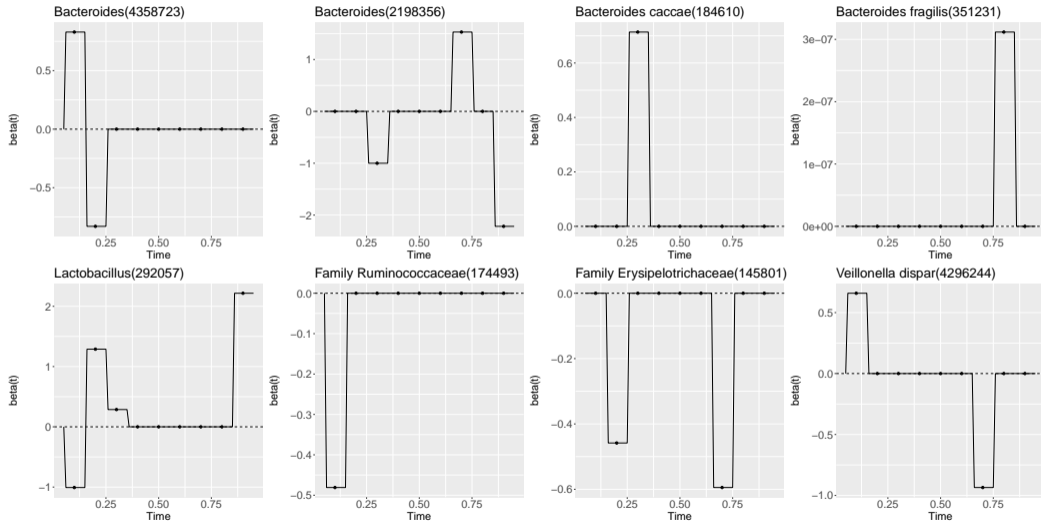 Bacteroides(4358723)
Bacteroides(2198356)
Bacteroides caccae(184610)
Bacteroides fragilis(351231)
beta(t)
0.5
0.0
−0.5
0.25 0.50 0.75
Time
beta(t)
1
0
−1
−2
0.25 0.50 0.75
Time
beta(t)
0.6
0.4
0.2
0.0
0.25 0.50 0.75
Time
beta(t)
3e−07
2e−07
1e−07
0e+00
0.25 0.50 0.75
Time
Lactobacillus(292057)
Family Ruminococcaceae(174493)
Family Erysipelotrichaceae(145801)
Veillonella dispar(4296244)
beta(t)
2
1
0
−1
0.25 0.50 0.75
Time
beta(t)
0.0
−0.1
−0.2
−0.3
−0.4
−0.5
0.25 0.50 0.75
Time
beta(t)
0.0
−0.2
−0.4
−0.6
0.25 0.50 0.75
Time
beta(t)
0.5
0.0
−0.5
−1.0
0.25 0.50 0.75
Time